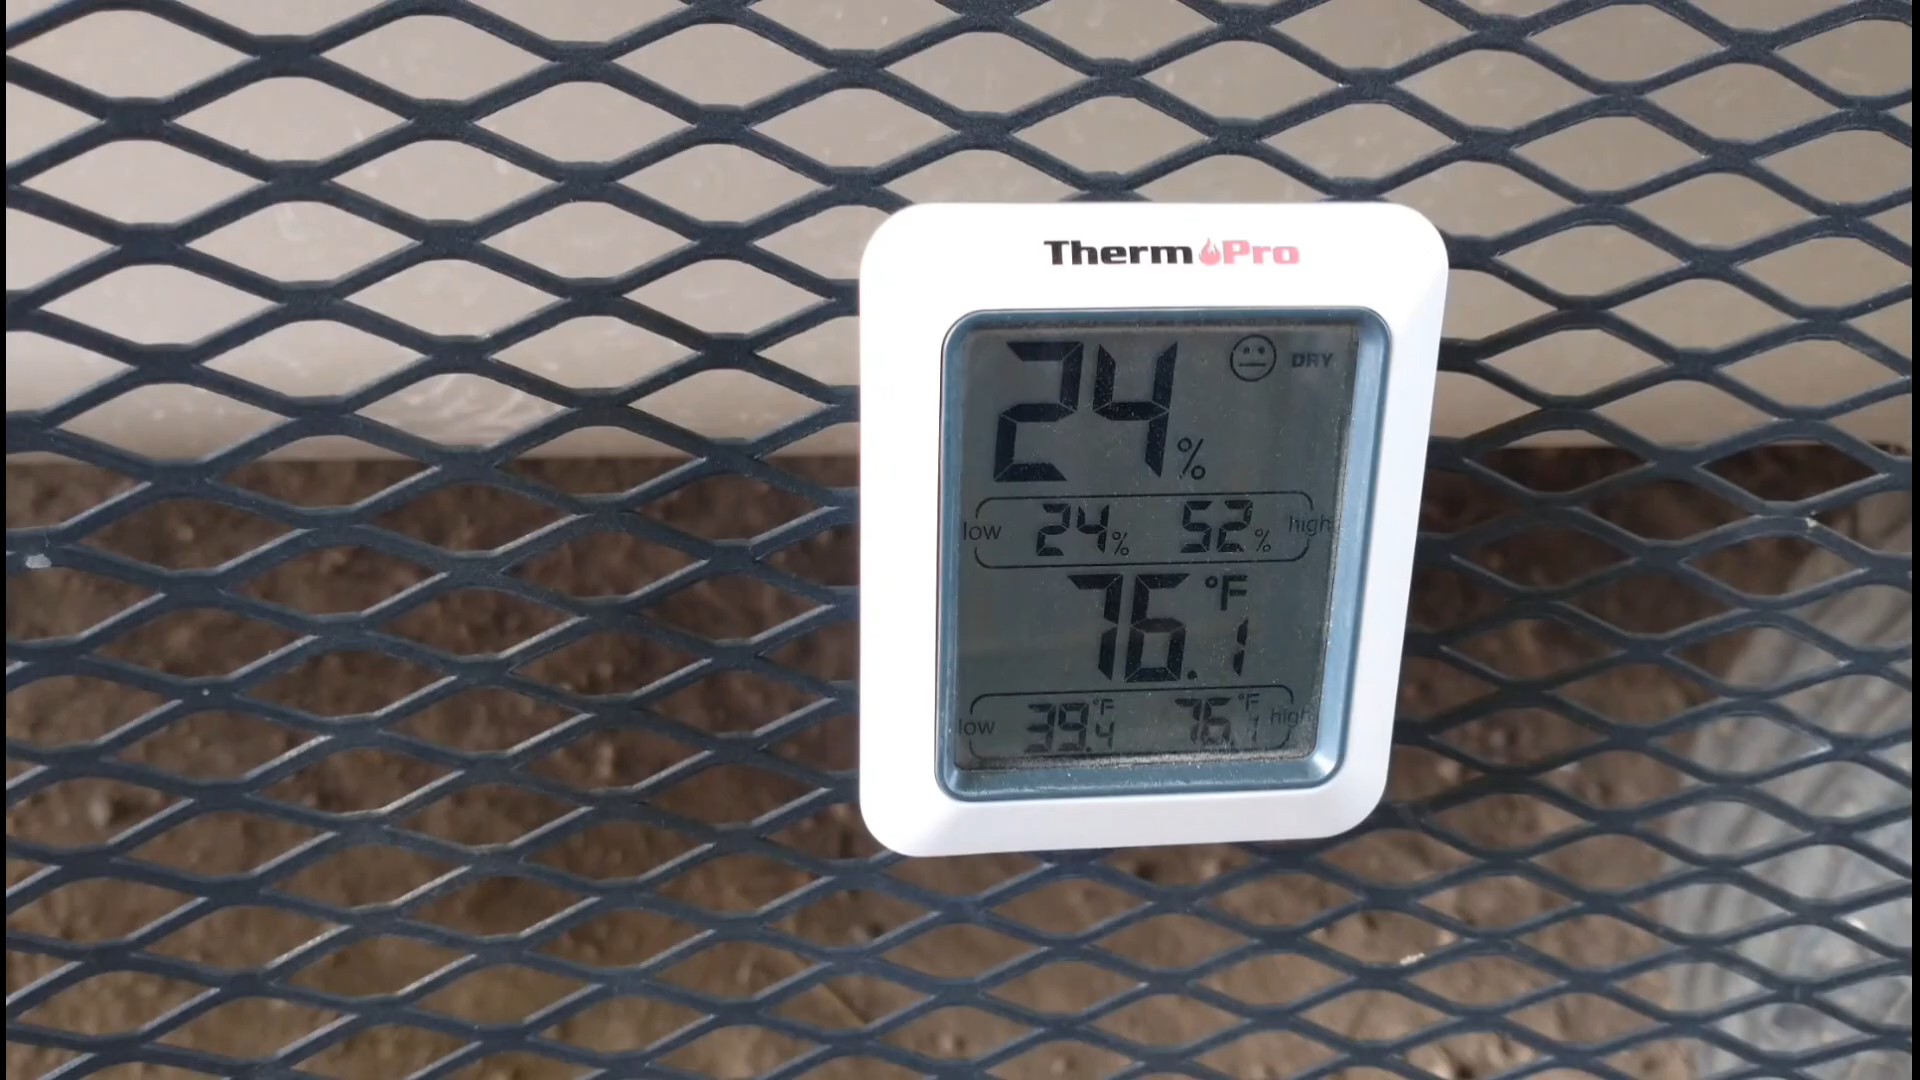 ThermoPro
24% DRY
low 24% 52% high
76.1°F
low 39.4°F 76.1°F high